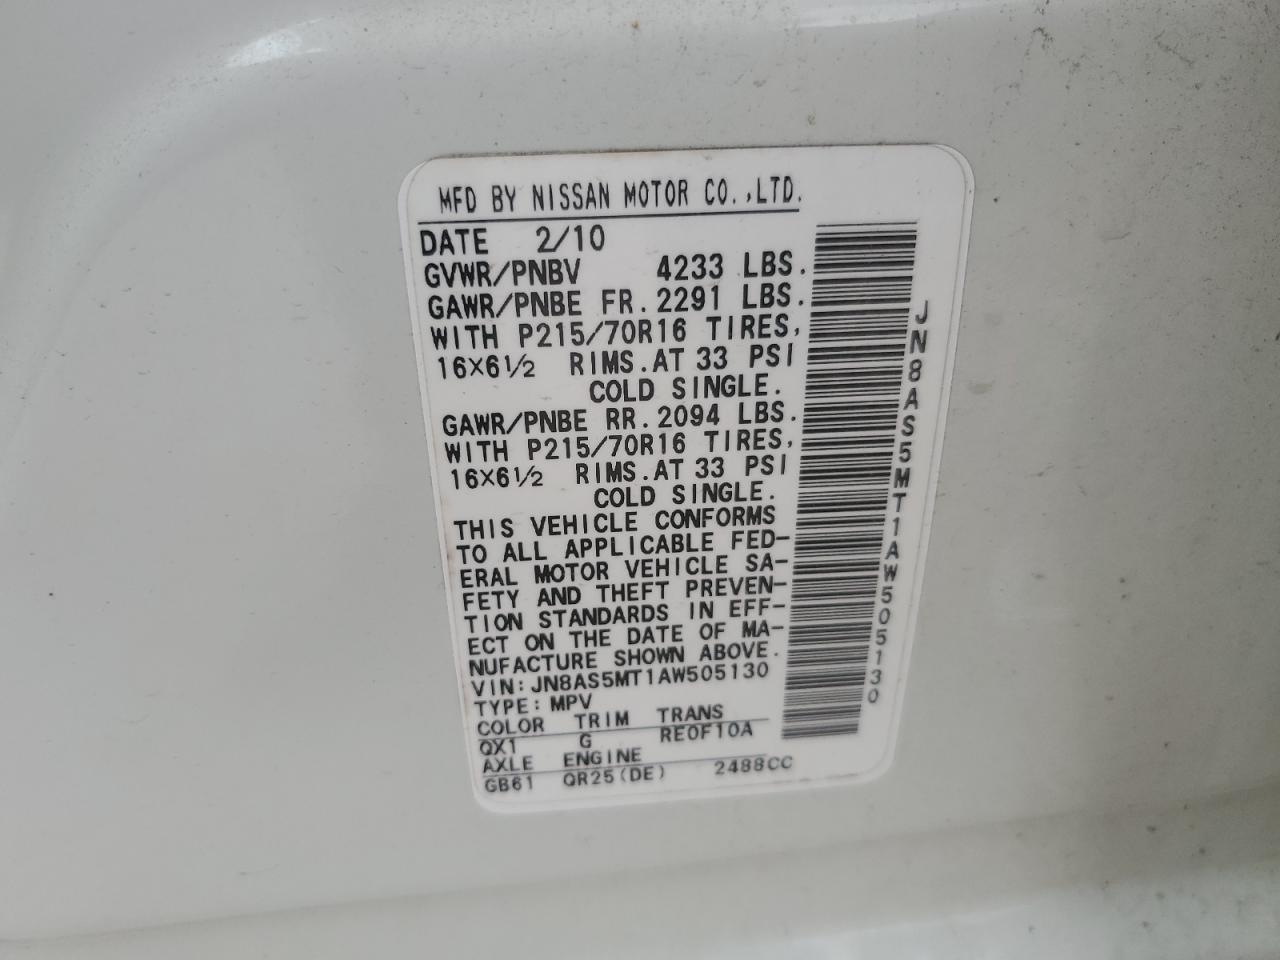 MFD BY NISSAN MOTOR CO.,LTD.
DATE 2/10
GVWR/PNBV 4233 LBS.
GAWR/PNBE FR. 2291 LBS.
WITH P215/70R16 TIRES,
16X6½ RIMS. AT 33 PSI
COLD SINGLE.
GAWR/PNBE RR. 2094 LBS.
WITH P215/70R16 TIRES,
16X6½ RIMS. AT 33 PSI
COLD SINGLE.
THIS VEHICLE CONFORMS
TO ALL APPLICABLE FED-
ERAL MOTOR VEHICLE SA-
FETY AND THEFT PREVEN-
TION STANDARDS IN EFF-
ECT ON THE DATE OF MA-
NUFACTURE SHOWN ABOVE.
VIN: JN8AS5MT1AW505130
TYPE: MPV
COLOR TRIM TRANS
QX1 G RE0F10A
AXLE ENGINE
GB61 QR25(DE) 2488CC
JN8AS5MT1AW505130